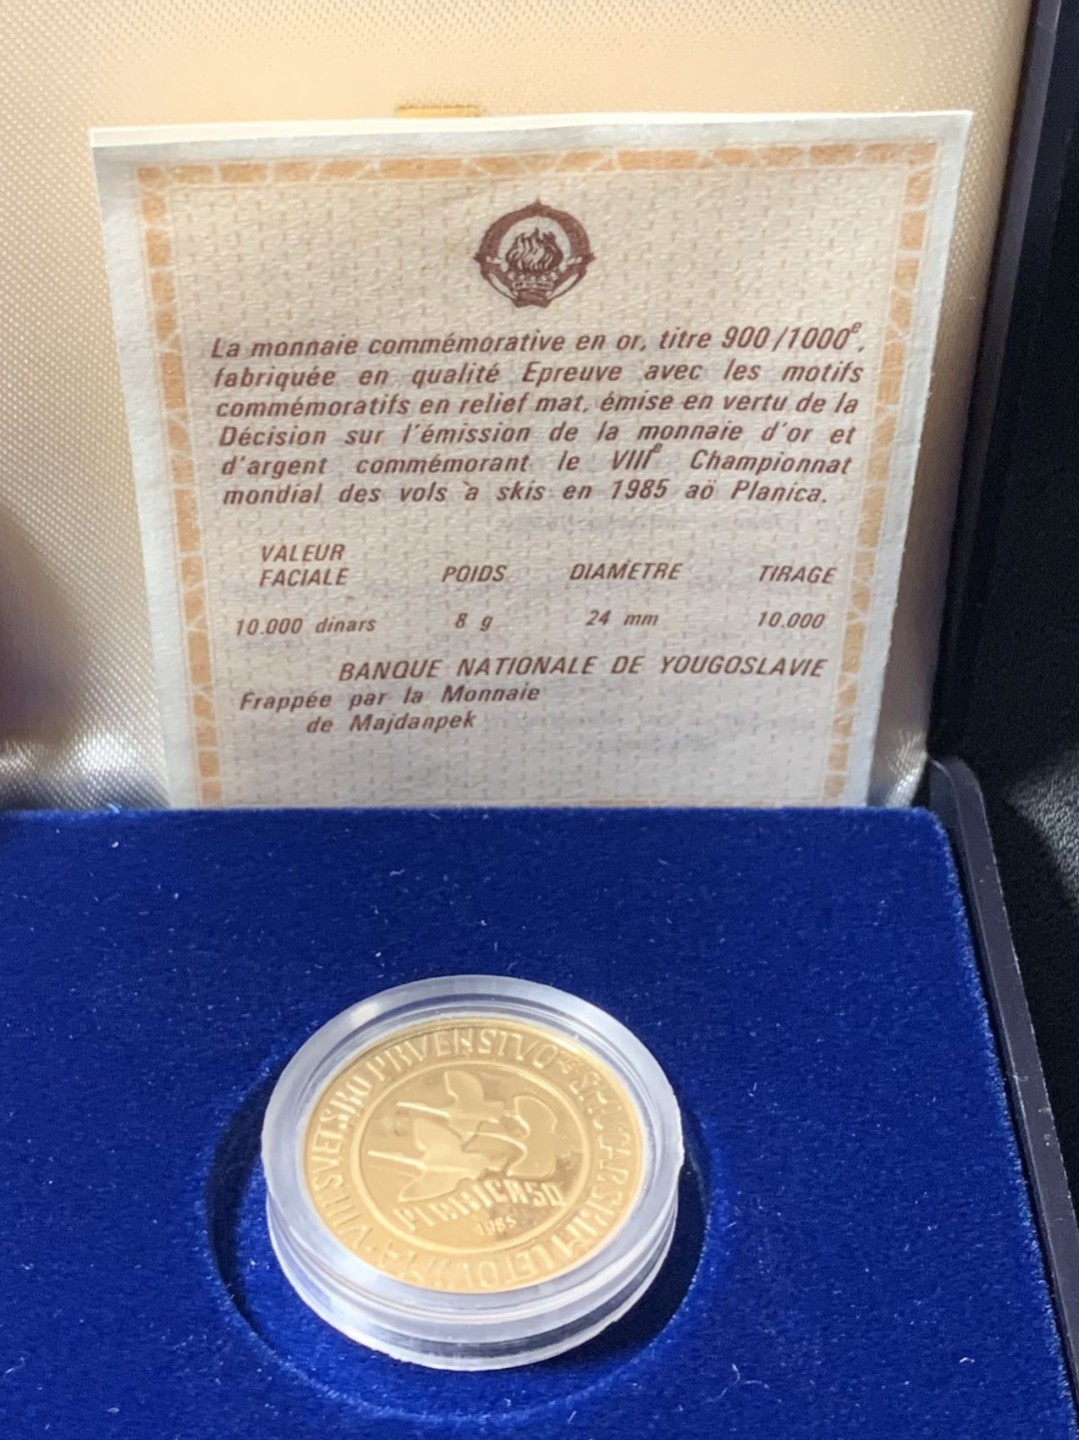 La monnaie commémorative en or, titre 900/1000e,
fabriquée en qualité Epreuve avec les motifs
commémoratifs en relief mat, émise en vertu de la
Décision sur l'émission de la monnaie d'or et
d'argent commémorant le VIIIe Championnat
mondial des vols à skis en 1985 aö Planica.
VALEUR
FACIALE POIDS DIAMETRE TIRAGE
10.000 dinars 8 g 24 mm 10.000
BANQUE NATIONALE DE YOUGOSLAVIE
Frappée par la Monnaie
de Majdanpek
SVETSKO PRVENSTVO
1985